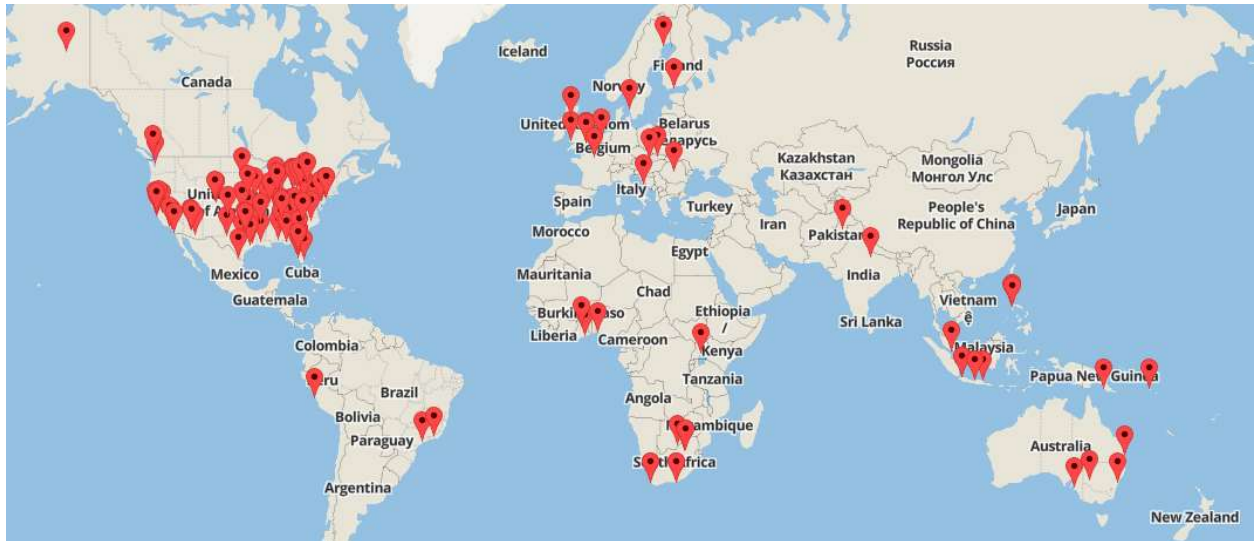 Iceland
Russia
Россия
Canada
Norway
United Kingdom
Belarus
Беларусь
Belgium
Kazakhstan
Казахстан
Mongolia
Монгол Улс
United
of A
Italy
Spain
Turkey
People's
Republic of China
Japan
Iran
Pakistan
Morocco
Egypt
Mexico
Cuba
Guatemala
Mauritania
Chad
India
Ethiopia
/
Vietnam
ệ
Burkina Faso
Liberia
Cameroon
Sri Lanka
Colombia
Kenya
Malaysia
Peru
Brazil
Tanzania
Papua New Guinea
Angola
Bolivia
Mozambique
Paraguay
South Africa
Australia
Argentina
New Zealand